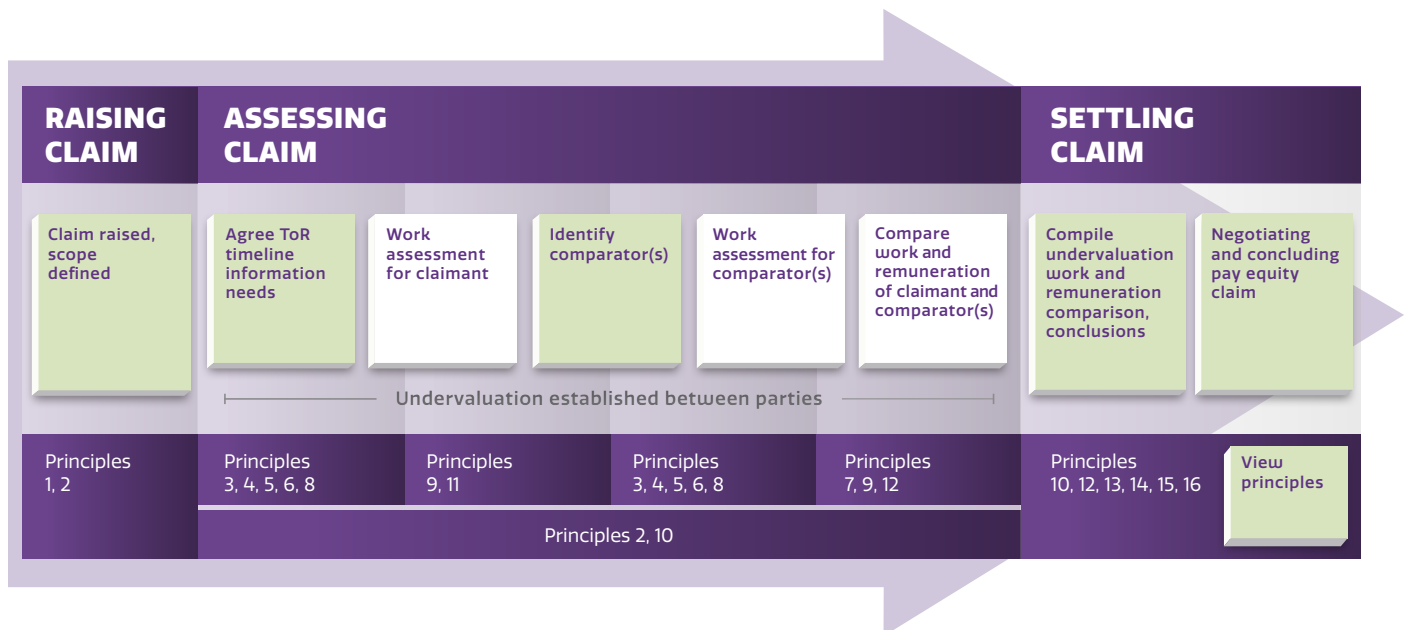 RAISING
CLAIM
ASSESSING
CLAIM
SETTLING
CLAIM
Claim raised,
scope
defined
Agree ToR
timeline
information
needs
Work
assessment
for claimant
Identify
comparator(s)
Work
assessment for
comparator(s)
Compare
work and
remuneration
of claimant and
comparator(s)
Compile
undervaluation
work and
remuneration
comparison,
conclusions
Negotiating
and concluding
pay equity
claim
Undervaluation established between parties
Principles
1, 2
Principles
3, 4, 5, 6, 8
Principles
9, 11
Principles
3, 4, 5, 6, 8
Principles
7, 9, 12
Principles
10, 12, 13, 14, 15, 16
View
principles
Principles 2, 10